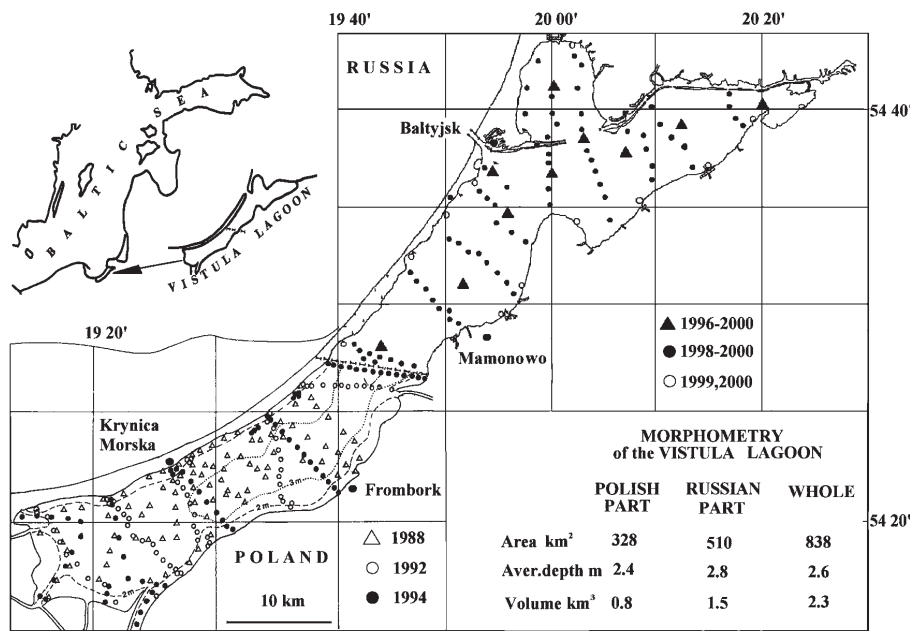 19 40'
20 00'
20 20'
RUSSIA
BALTIC SEA
Baltyjsk
54 40'
VISTULA LAGOON
19 20'
▲ 1996-2000
● 1998-2000
○ 1999,2000
Mamonowo
Krynica
Morska
Frombork
MORPHOMETRY
of the VISTULA LAGOON
POLISH PART RUSSIAN PART WHOLE
Area km² 328 510 838
Aver.depth m 2.4 2.8 2.6
Volume km³ 0.8 1.5 2.3
54 20'
3m
2m
2m
POLAND
△ 1988
○ 1992
● 1994
10 km